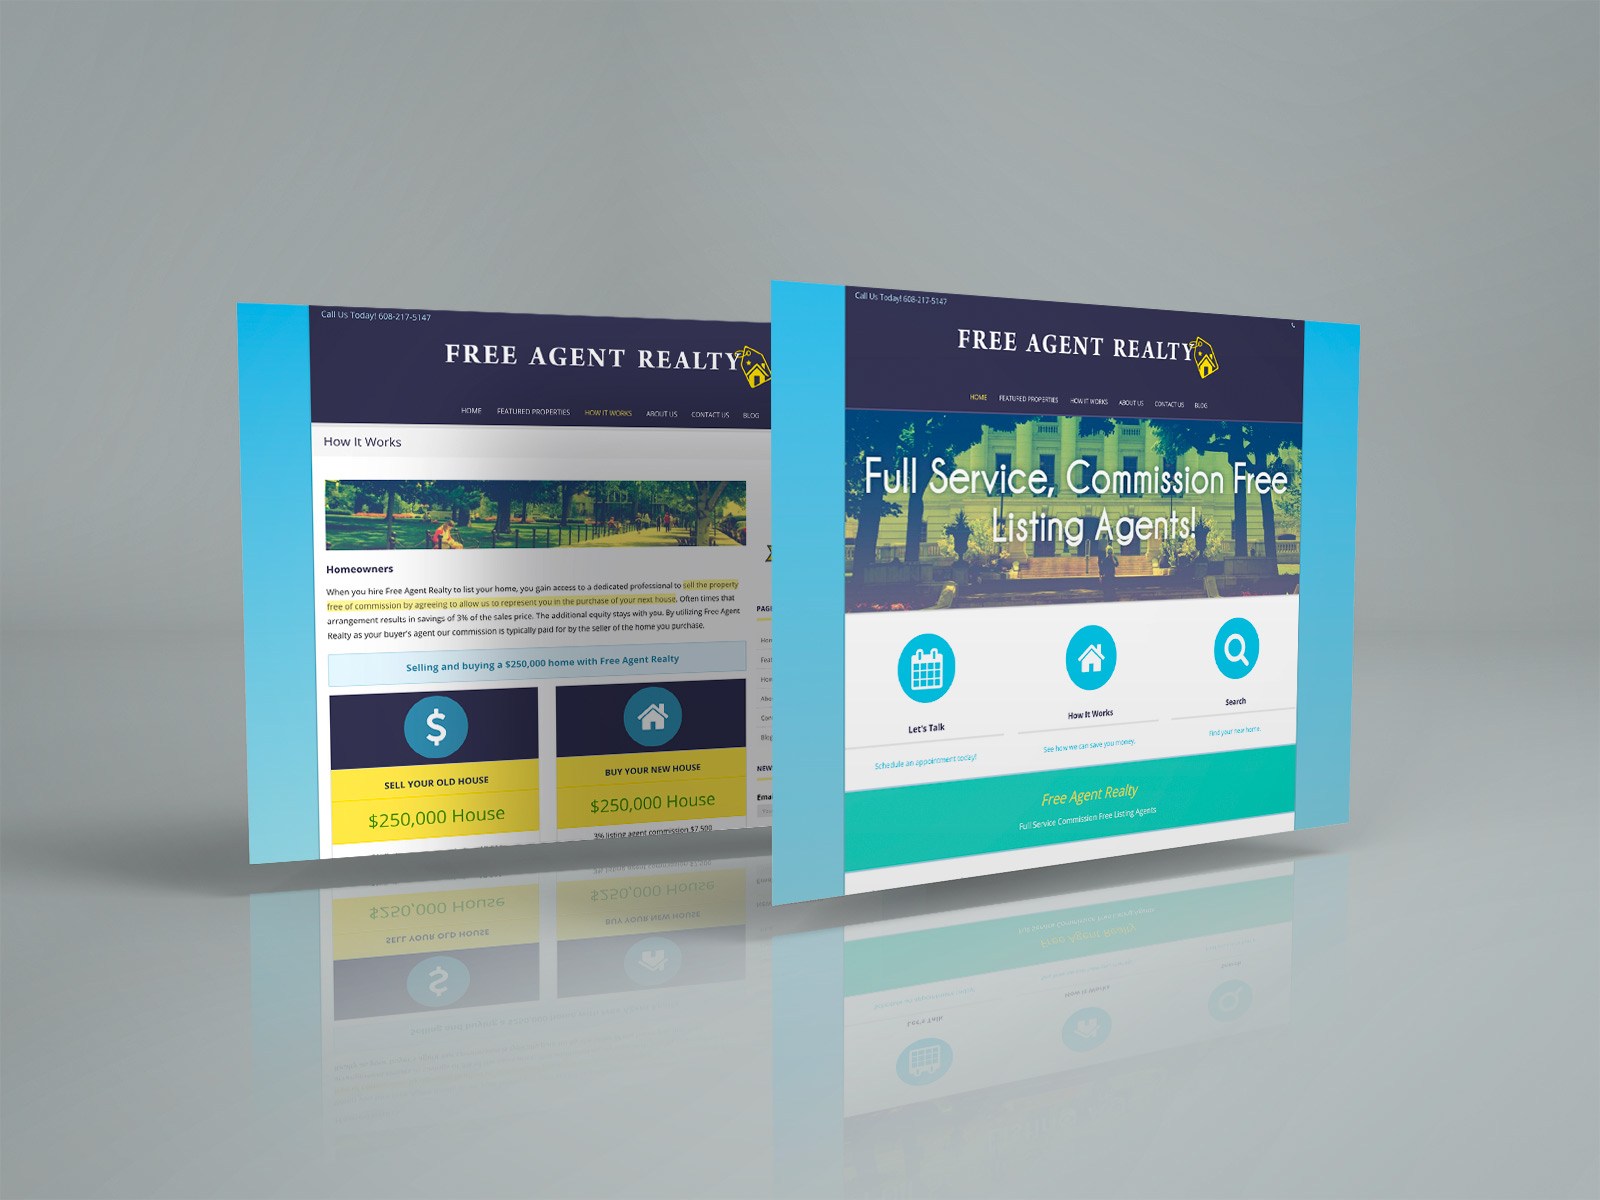 Call Us Today! 608-217-5147
FREE AGENT REALTY
HOME FEATURED PROPERTIES HOW IT WORKS ABOUT US CONTACT US BLOG
How It Works
Homeowners
When you hire Free Agent Realty to list your home, you gain access to a dedicated professional to sell the property
free of commission by agreeing to allow us to represent you in the purchase of your next house. Often times that
arrangement results in savings of 3% of the sales price. The additional equity stays with you. By utilizing Free Agent
Realty as your buyer's agent our commission is typically paid for by the seller of the home you purchase.
Selling and buying a $250,000 home with Free Agent Realty
SELL YOUR OLD HOUSE
$250,000 House
BUY YOUR NEW HOUSE
$250,000 House
3% listing agent commission $7,500
Call Us Today! 608-217-5147
FREE AGENT REALTY
HOME FEATURED PROPERTIES HOW IT WORKS ABOUT US CONTACT US BLOG
Full Service, Commission Free
Listing Agents!
Let's Talk
Schedule an appointment today!
How It Works
See how we can save you money.
Search
Find your new home.
Free Agent Realty
Full Service Commission Free Listing Agents